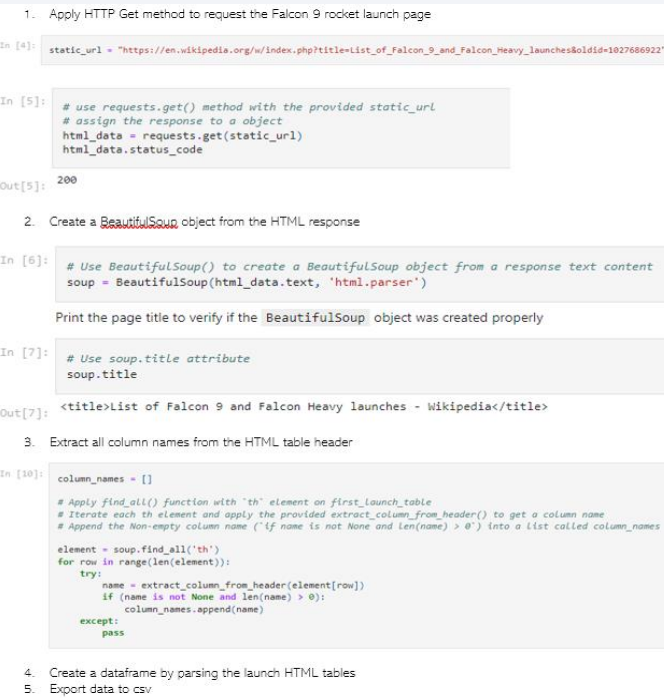 1. Apply HTTP Get method to request the Falcon 9 rocket launch page
In [4]: static_url = "https://en.wikipedia.org/w/index.php?title=List_of_Falcon_9_and_Falcon_Heavy_launches&oldid=1027686922"
In [5]: # use requests.get() method with the provided static_url
# assign the response to a object
html_data = requests.get(static_url)
html_data.status_code
Out[5]: 200
2. Create a BeautifulSoup object from the HTML response
In [6]: # Use BeautifulSoup() to create a BeautifulSoup object from a response text content
soup = BeautifulSoup(html_data.text, 'html.parser')
Print the page title to verify if the BeautifulSoup object was created properly
In [7]: # Use soup.title attribute
soup.title
Out[7]: <title>List of Falcon 9 and Falcon Heavy launches - Wikipedia</title>
3. Extract all column names from the HTML table header
In [10]: column_names = []
# Apply find_all() function with `th` element on first_launch_table
# Iterate each th element and apply the provided extract_column_from_header() to get a column name
# Append the Non-empty column name (`if name is not None and len(name) > 0`) into a list called column_names
element = soup.find_all('th')
for row in range(len(element)):
try:
name = extract_column_from_header(element[row])
if (name is not None and len(name) > 0):
column_names.append(name)
except:
pass
4. Create a dataframe by parsing the launch HTML tables
5. Export data to csv